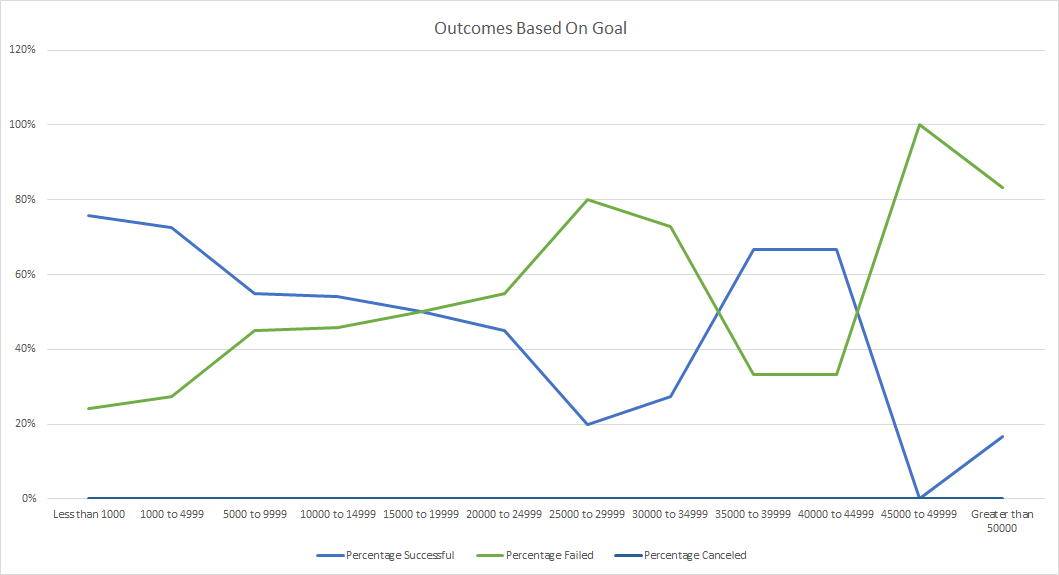 Outcomes Based On Goal
120%
100%
80%
60%
40%
20%
0%
Less than 1000 1000 to 4999 5000 to 9999 10000 to 14999 15000 to 19999 20000 to 24999 25000 to 29999 30000 to 34999 35000 to 39999 40000 to 44999 45000 to 49999 Greater than
50000
Percentage Successful Percentage Failed Percentage Canceled